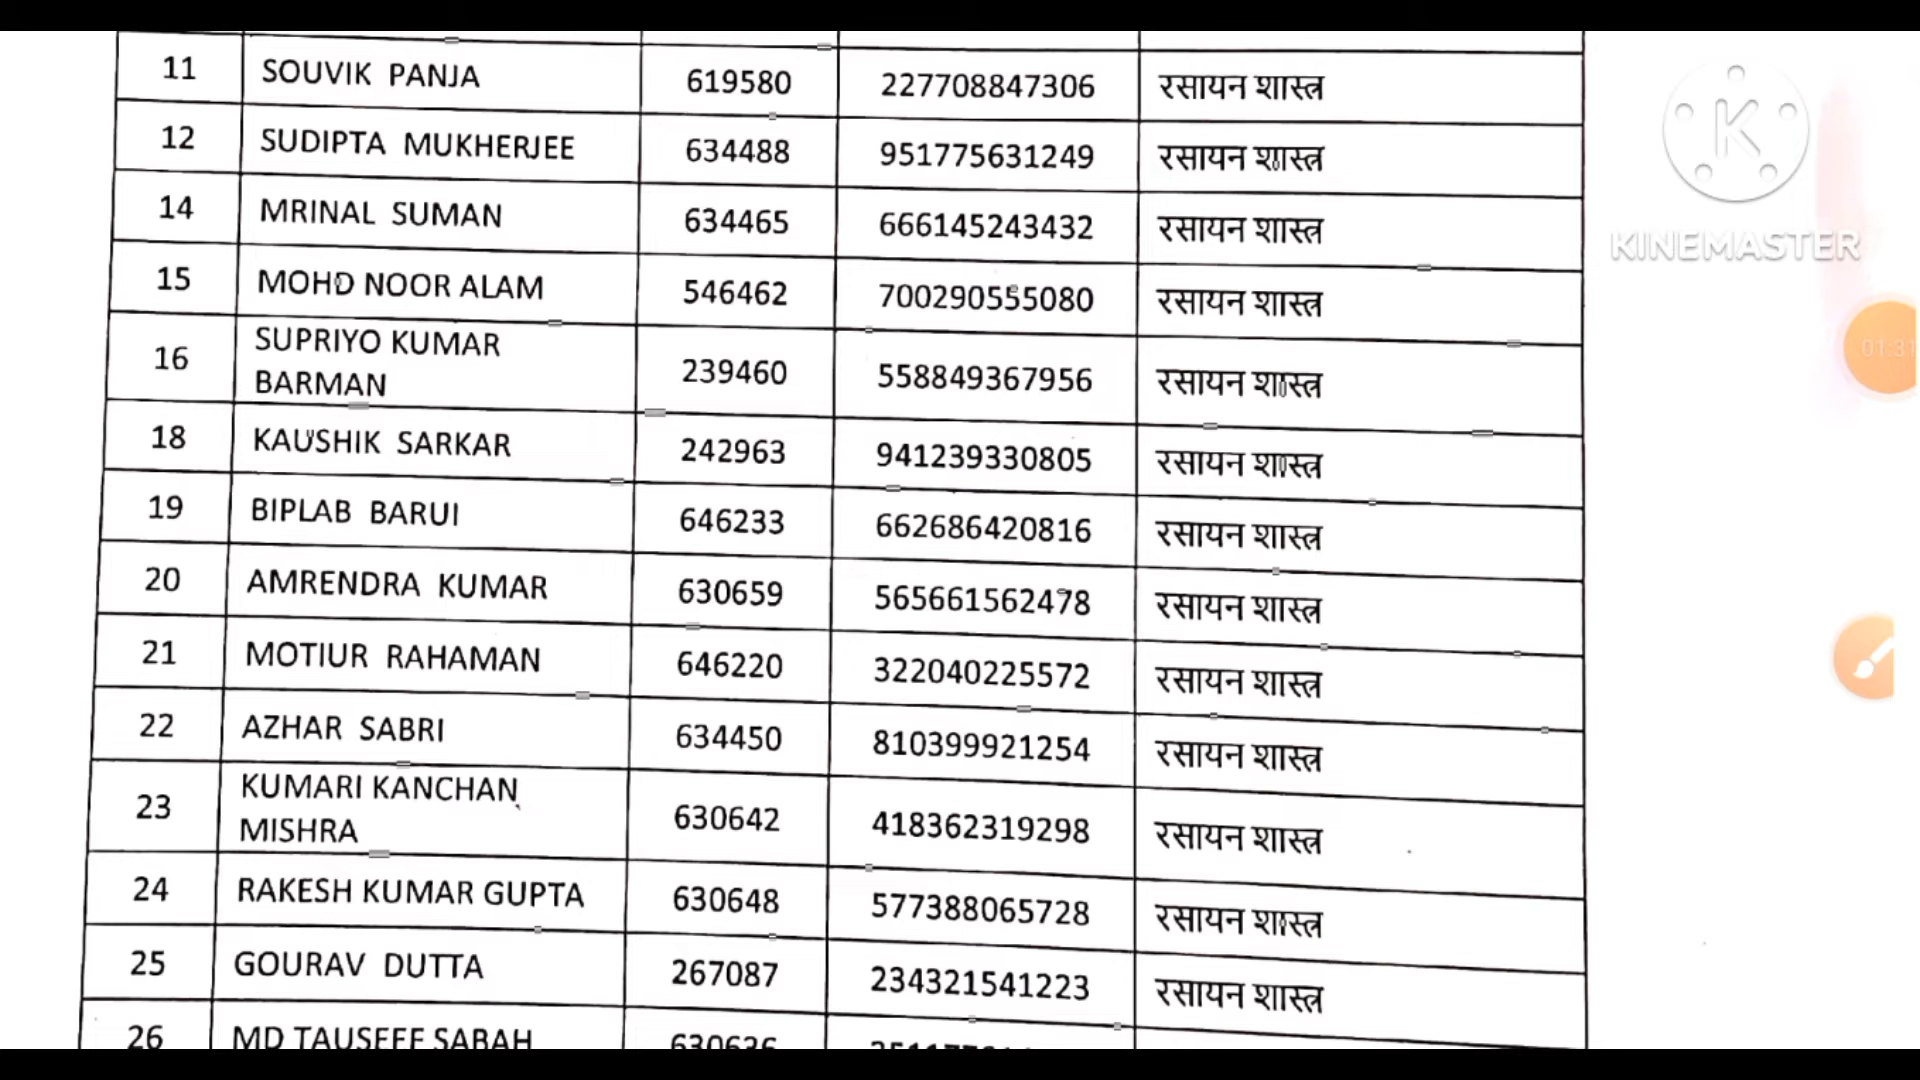 11 SOUVIK PANJA 619580 227708847306 रसायन शास्त्र
12 SUDIPTA MUKHERJEE 634488 951775631249 रसायन शास्त्र
14 MRINAL SUMAN 634465 666145243432 रसायन शास्त्र
15 MOHD NOOR ALAM 546462 700290555080 रसायन शास्त्र
16 SUPRIYO KUMAR
BARMAN 239460 558849367956 रसायन शास्त्र
18 KAUSHIK SARKAR 242963 941239330805 रसायन शास्त्र
19 BIPLAB BARUI 646233 662686420816 रसायन शास्त्र
20 AMRENDRA KUMAR 630659 565661562478 रसायन शास्त्र
21 MOTIUR RAHAMAN 646220 322040225572 रसायन शास्त्र
22 AZHAR SABRI 634450 810399921254 रसायन शास्त्र
23 KUMARI KANCHAN
MISHRA 630642 418362319298 रसायन शास्त्र
24 RAKESH KUMAR GUPTA 630648 577388065728 रसायन शास्त्र
25 GOURAV DUTTA 267087 234321541223 रसायन शास्त्र
26 MD TAUSEEF SABAH 630636
K
KINEMASTER
01:31